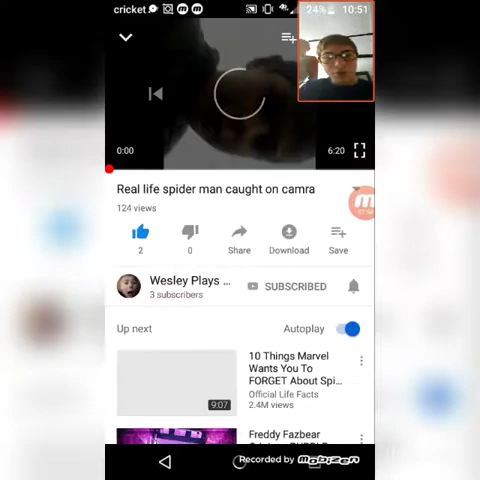 cricket 24% 10:51
0:00 6:20
Real life spider man caught on camra
124 views
2 0 Share Download Save
Wesley Plays ...
3 subscribers
SUBSCRIBED
Up next Autoplay
10 Things Marvel
Wants You To
FORGET About Spi...
Official Life Facts
2.4M views
9:07
Freddy Fazbear
Recorded by mobizen